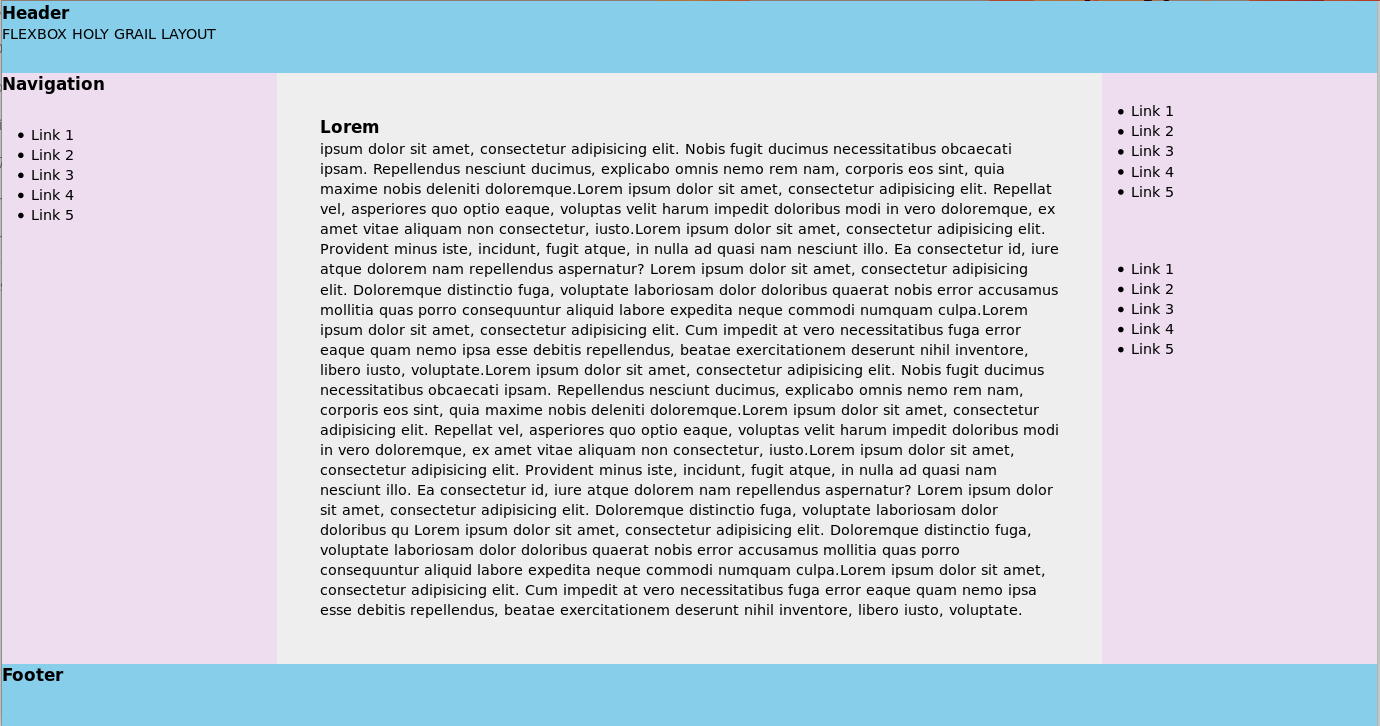 Header
FLEXBOX HOLY GRAIL LAYOUT
Navigation
Link 1
Link 2
Link 3
Link 4
Link 5
Lorem
ipsum dolor sit amet, consectetur adipisicing elit. Nobis fugit ducimus necessitatibus obcaecati
ipsam. Repellendus nesciunt ducimus, explicabo omnis nemo rem nam, corporis eos sint, quia
maxime nobis deleniti doloremque.Lorem ipsum dolor sit amet, consectetur adipisicing elit. Repellat
vel, asperiores quo optio eaque, voluptas velit harum impedit doloribus modi in vero doloremque, ex
amet vitae aliquam non consectetur, iusto.Lorem ipsum dolor sit amet, consectetur adipisicing elit.
Provident minus iste, incidunt, fugit atque, in nulla ad quasi nam nesciunt illo. Ea consectetur id, iure
atque dolorem nam repellendus aspernatur? Lorem ipsum dolor sit amet, consectetur adipisicing
elit. Doloremque distinctio fuga, voluptate laboriosam dolor doloribus quaerat nobis error accusamus
mollitia quas porro consequuntur aliquid labore expedita neque commodi numquam culpa.Lorem
ipsum dolor sit amet, consectetur adipisicing elit. Cum impedit at vero necessitatibus fuga error
eaque quam nemo ipsa esse debitis repellendus, beatae exercitationem deserunt nihil inventore,
libero iusto, voluptate.Lorem ipsum dolor sit amet, consectetur adipisicing elit. Nobis fugit ducimus
necessitatibus obcaecati ipsam. Repellendus nesciunt ducimus, explicabo omnis nemo rem nam,
corporis eos sint, quia maxime nobis deleniti doloremque.Lorem ipsum dolor sit amet, consectetur
adipisicing elit. Repellat vel, asperiores quo optio eaque, voluptas velit harum impedit doloribus modi
in vero doloremque, ex amet vitae aliquam non consectetur, iusto.Lorem ipsum dolor sit amet,
consectetur adipisicing elit. Provident minus iste, incidunt, fugit atque, in nulla ad quasi nam
nesciunt illo. Ea consectetur id, iure atque dolorem nam repellendus aspernatur? Lorem ipsum dolor
sit amet, consectetur adipisicing elit. Doloremque distinctio fuga, voluptate laboriosam dolor
doloribus qu Lorem ipsum dolor sit amet, consectetur adipisicing elit. Doloremque distinctio fuga,
voluptate laboriosam dolor doloribus quaerat nobis error accusamus mollitia quas porro
consequuntur aliquid labore expedita neque commodi numquam culpa.Lorem ipsum dolor sit amet,
consectetur adipisicing elit. Cum impedit at vero necessitatibus fuga error eaque quam nemo ipsa
esse debitis repellendus, beatae exercitationem deserunt nihil inventore, libero iusto, voluptate.
Link 1
Link 2
Link 3
Link 4
Link 5
Link 1
Link 2
Link 3
Link 4
Link 5
Footer